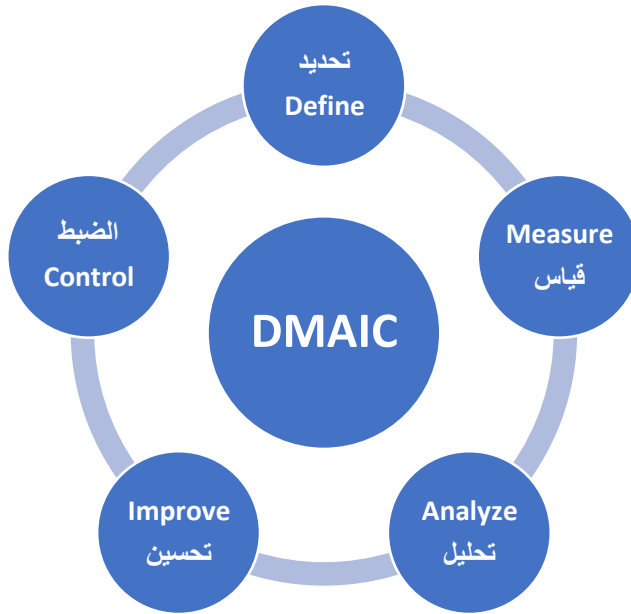 تحديد
Define
Measure
قياس
Analyze
تحليل
Improve
تحسين
الضبط
Control
DMAIC